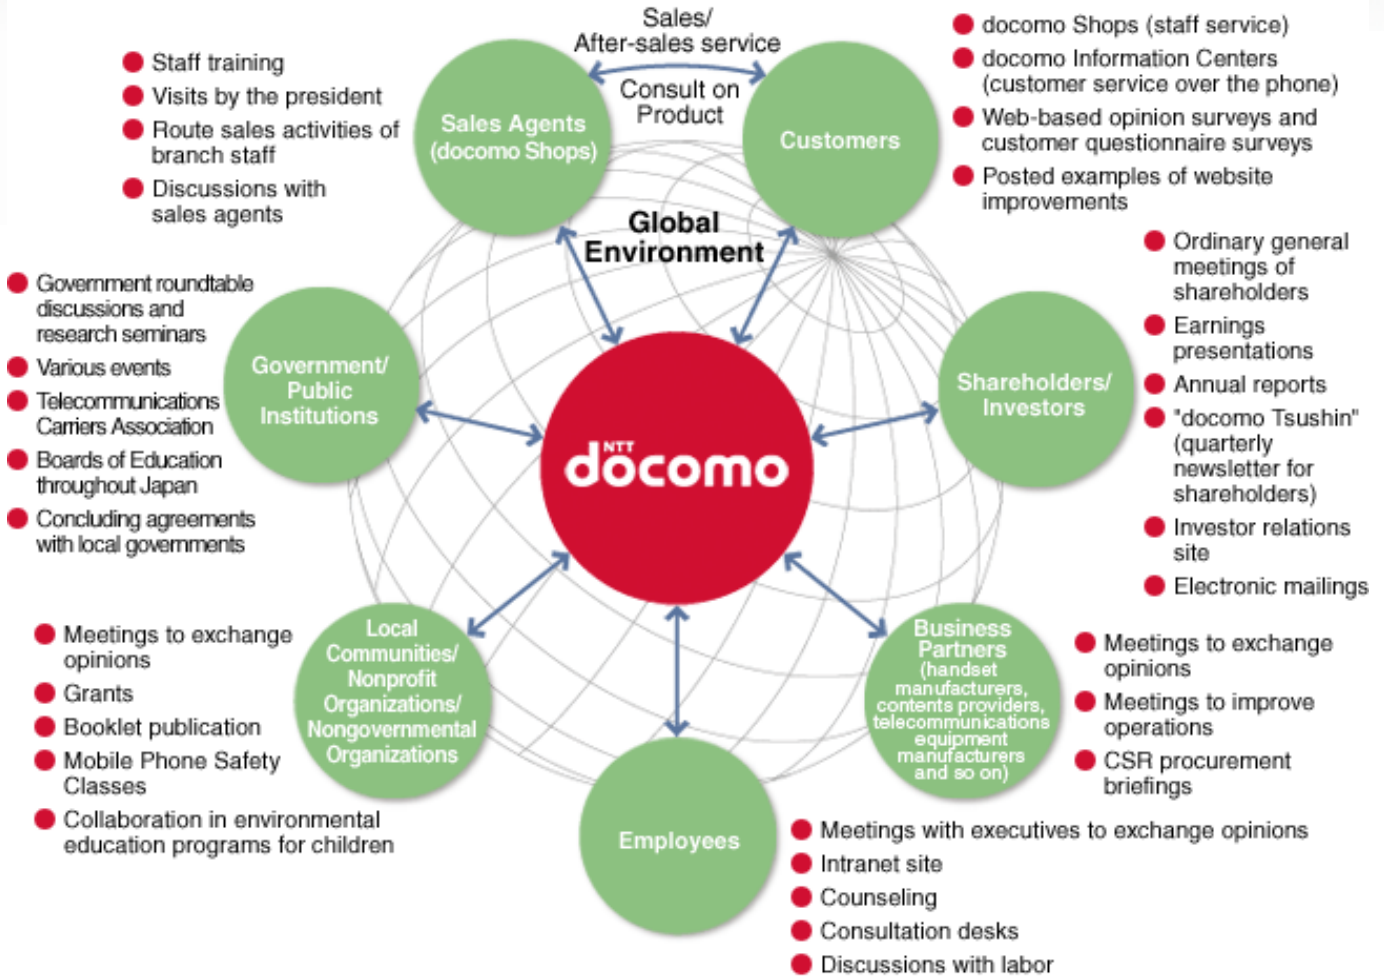 Sales/
After-sales service
Consult on
Product
Staff training
Visits by the president
Route sales activities of
branch staff
Discussions with
sales agents
Sales Agents
(docomo Shops)
Customers
docomo Shops (staff service)
docomo Information Centers
(customer service over the phone)
Web-based opinion surveys and
customer questionnaire surveys
Posted examples of website
improvements
Global
Environment
Government roundtable
discussions and
research seminars
Various events
Telecommunications
Carriers Association
Boards of Education
throughout Japan
Concluding agreements
with local governments
Government/
Public
Institutions
NTT
docomo
Shareholders/
Investors
Ordinary general
meetings of
shareholders
Earnings
presentations
Annual reports
"docomo Tsushin"
(quarterly
newsletter for
shareholders)
Investor relations
site
Electronic mailings
Meetings to exchange
opinions
Grants
Booklet publication
Mobile Phone Safety
Classes
Collaboration in environmental
education programs for children
Local
Communities/
Nonprofit
Organizations/
Nongovernmental
Organizations
Business
Partners
(handset
manufacturers,
contents providers,
telecommunications
equipment
manufacturers
and so on)
Meetings to exchange
opinions
Meetings to improve
operations
CSR procurement
briefings
Employees
Meetings with executives to exchange opinions
Intranet site
Counseling
Consultation desks
Discussions with labor